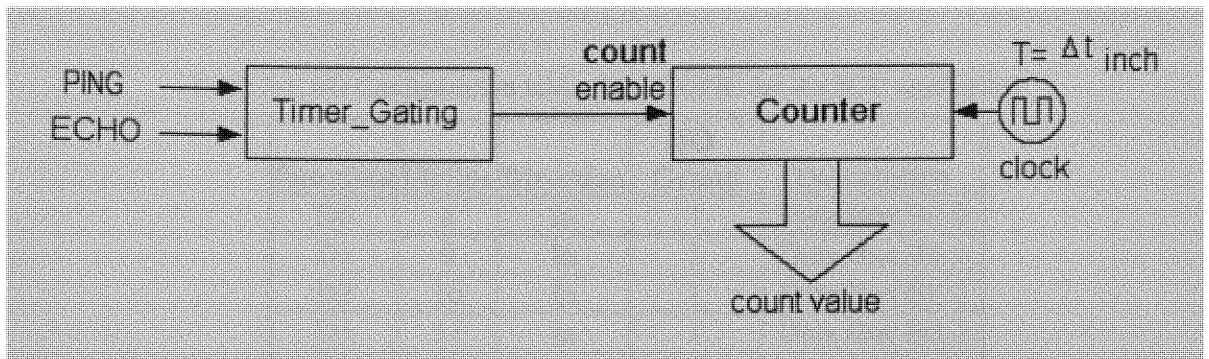 PING
ECHO
Timer_Gating
count
enable
Counter
T= Δt inch
clock
count value